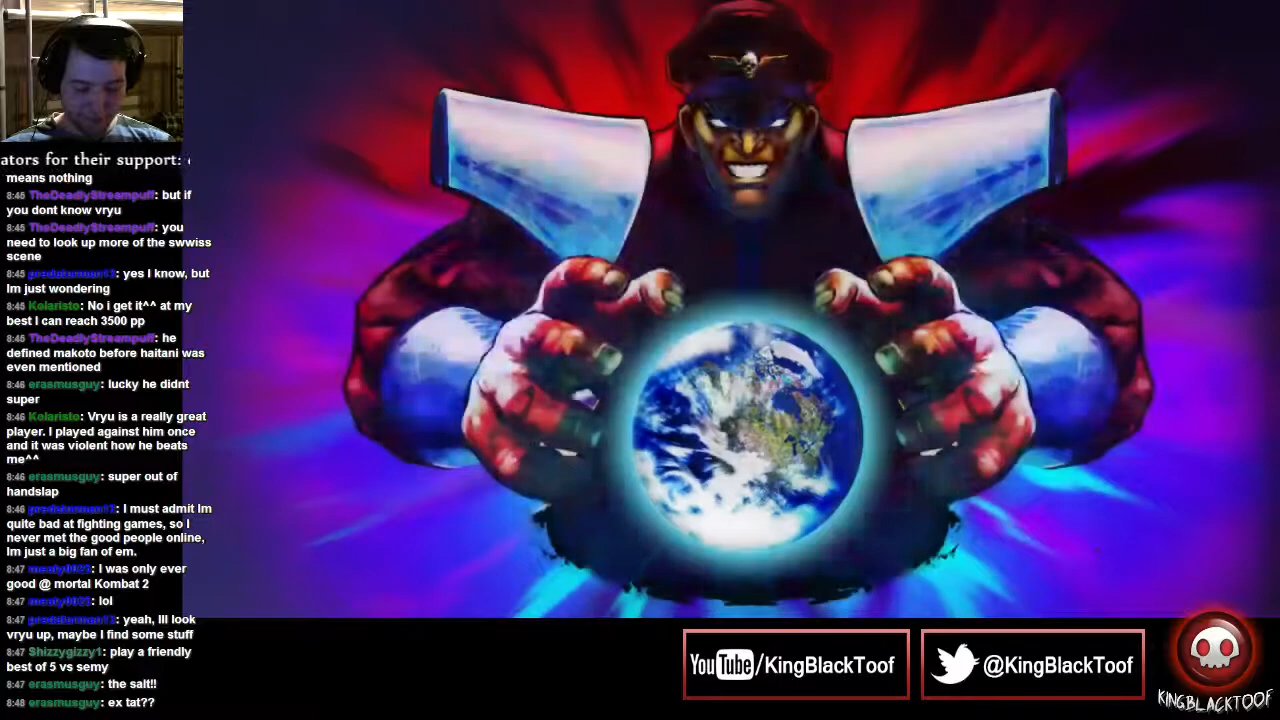 ators for their support:
means nothing
8:45 TheDeadlyStreampuff: but if
you dont know vryu
8:45 TheDeadlyStreampuff: you
need to look up more of the swwiss
scene
8:45 : yes I know, but
Im just wondering
8:45 Kolaristo: No i get it^^ at my
best I can reach 3500 pp
8:45 TheDeadlyStreampuff: he
defined makoto before haitani was
even mentioned
8:46 erasmusguy: lucky he didnt
super
8:46 Kolaristo: Vryu is a really great
player. I played against him once
and it was violent how he beats
me^^
8:46 erasmusguy: super out of
handslap
8:46 : I must admit Im
quite bad at fighting games, so I
never met the good people online,
Im just a big fan of em.
8:47 : I was only ever
good @ mortal Kombat 2
8:47 : lol
8:47 : yeah, Ill look
vryu up, maybe I find some stuff
8:47 Shizzygizzy1: play a friendly
best of 5 vs semy
8:47 erasmusguy: the salt!!
8:48 erasmusguy: ex tat??
YouTube/KingBlackToof
@KingBlackToof
KINGBLACKTOOF